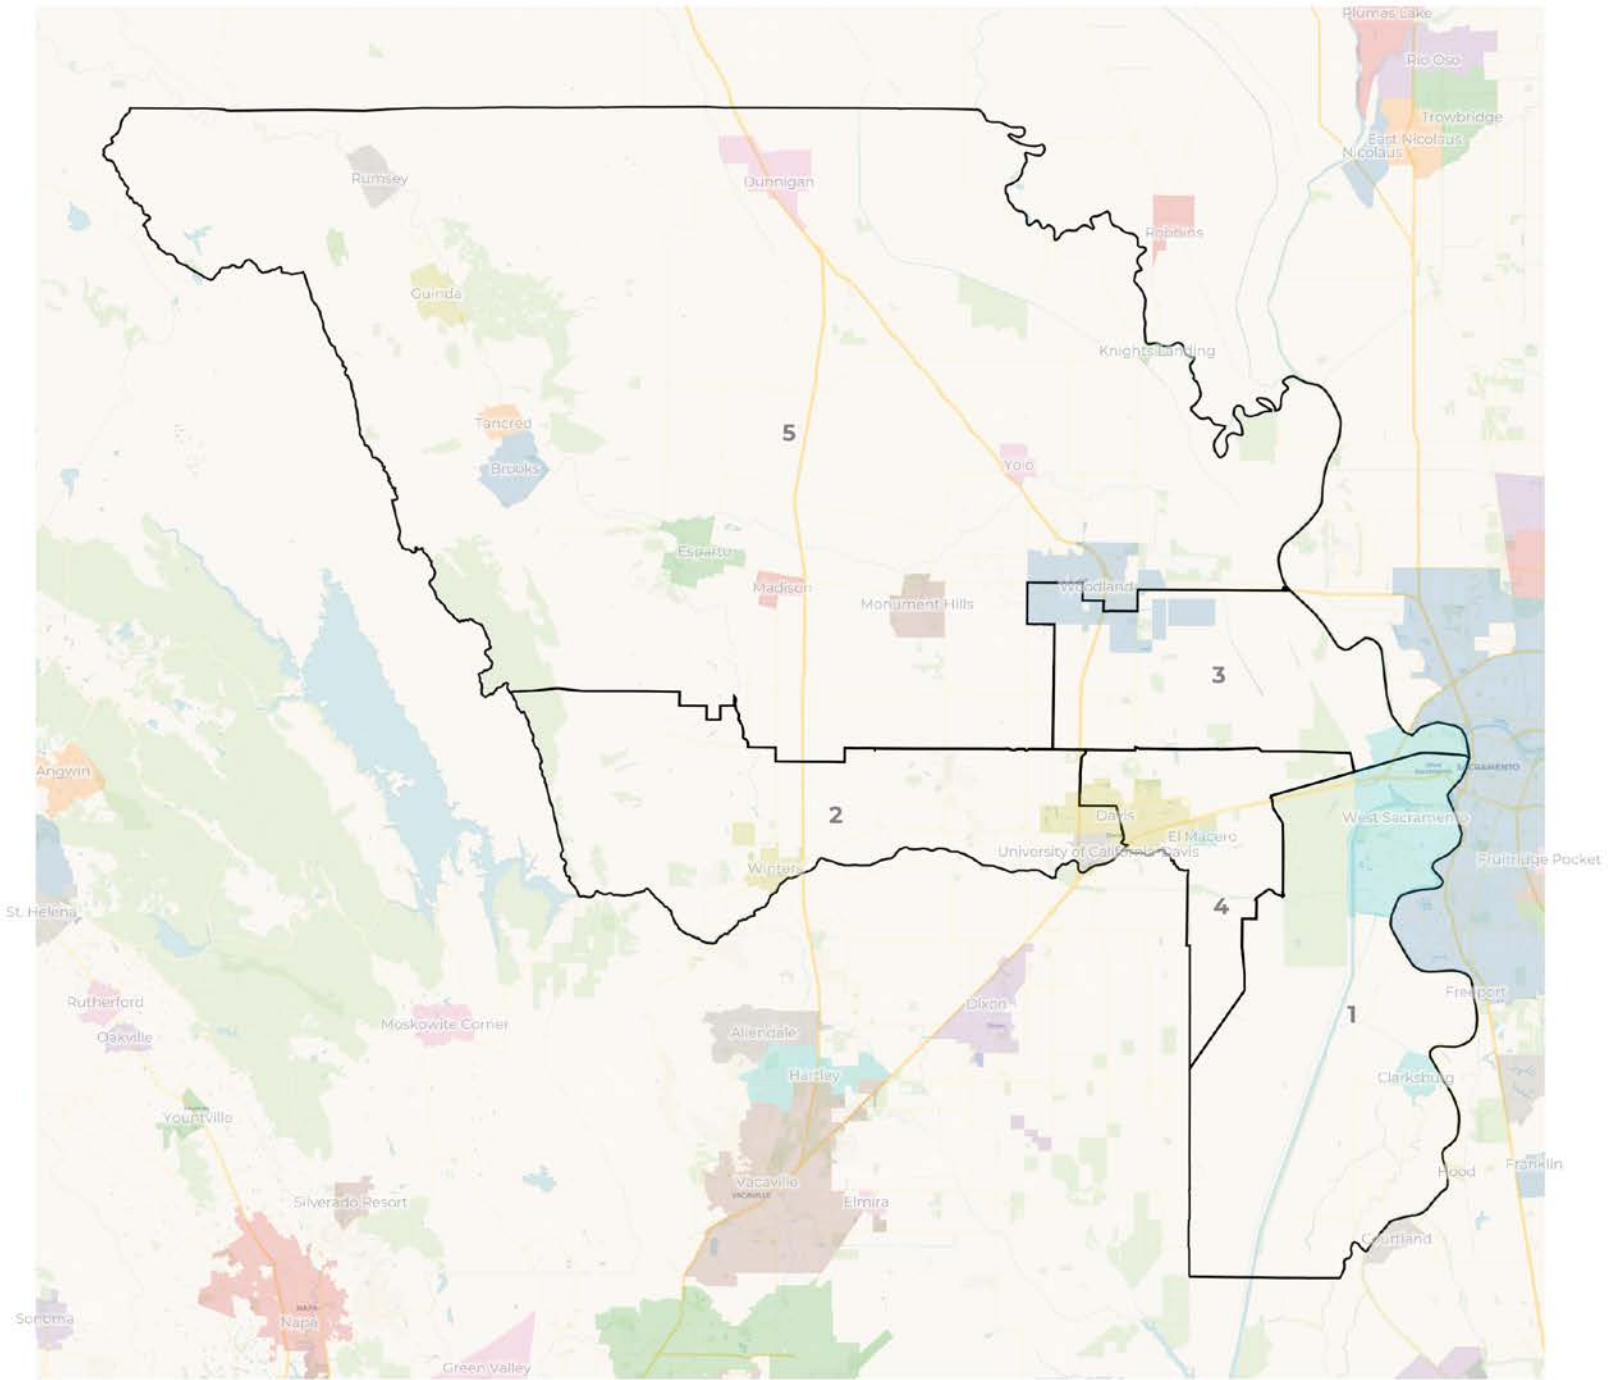 Plumas Lake
Rio Oso
Trowbridge
East Nicolaus
Nicolaus
Rumsey
Dunnigan
Robbins
Guinda
Knights Landing
Tancred
5
Brooks
Yolo
Esparto
Madison
Woodland
Monument Hills
3
Angwin
SACRAMENTO
2
Davis
West Sacramento
El Macero
University of California-Davis
Fruitridge Pocket
Winters
4
St. Helena
Freeport
Rutherford
Dixon
1
Moskowite Corner
Oakville
Allendale
Hartley
Clarksburg
Yountville
Hood
Franklin
Vacaville
VACAVILLE
Silverado Resort
Elmira
Courtland
NAPA
Napa
Sonoma
Green Valley